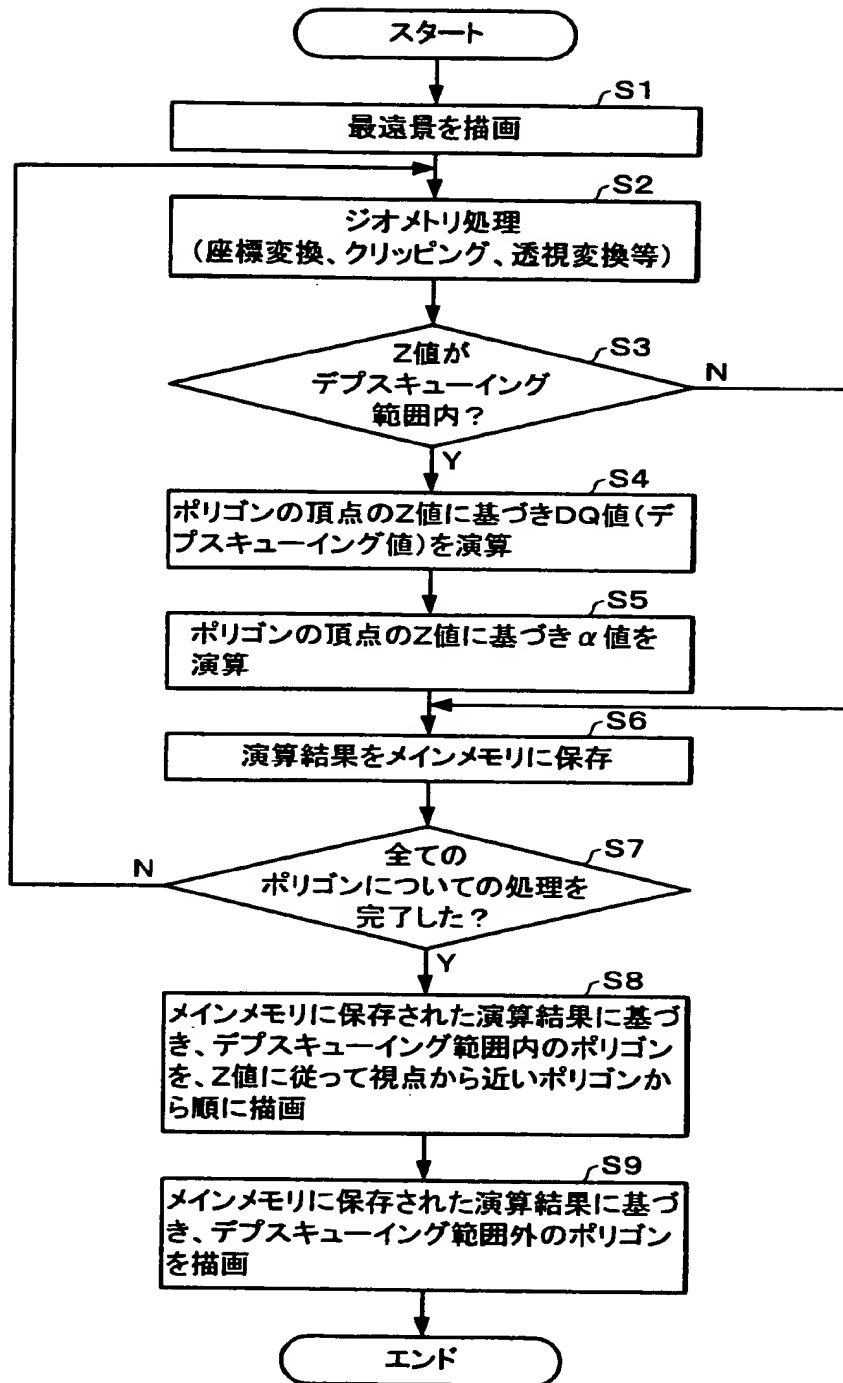 スタート
S1
最遠景を描画
S2
ジオメトリ処理
(座標変換、クリッピング、透視変換等)
S3
Z値が
デプスキューイング
範囲内?
N
Y
S4
ポリゴンの頂点のZ値に基づきDQ値(デ
プスキューイング値)を演算
S5
ポリゴンの頂点のZ値に基づきα値を
演算
S6
演算結果をメインメモリに保存
S7
全ての
ポリゴンについての処理を
完了した?
N
Y
S8
メインメモリに保存された演算結果に基づ
き、デプスキューイング範囲内のポリゴン
を、Z値に従って視点から近いポリゴンか
ら順に描画
S9
メインメモリに保存された演算結果に基づ
き、デプスキューイング範囲外のポリゴン
を描画
エンド